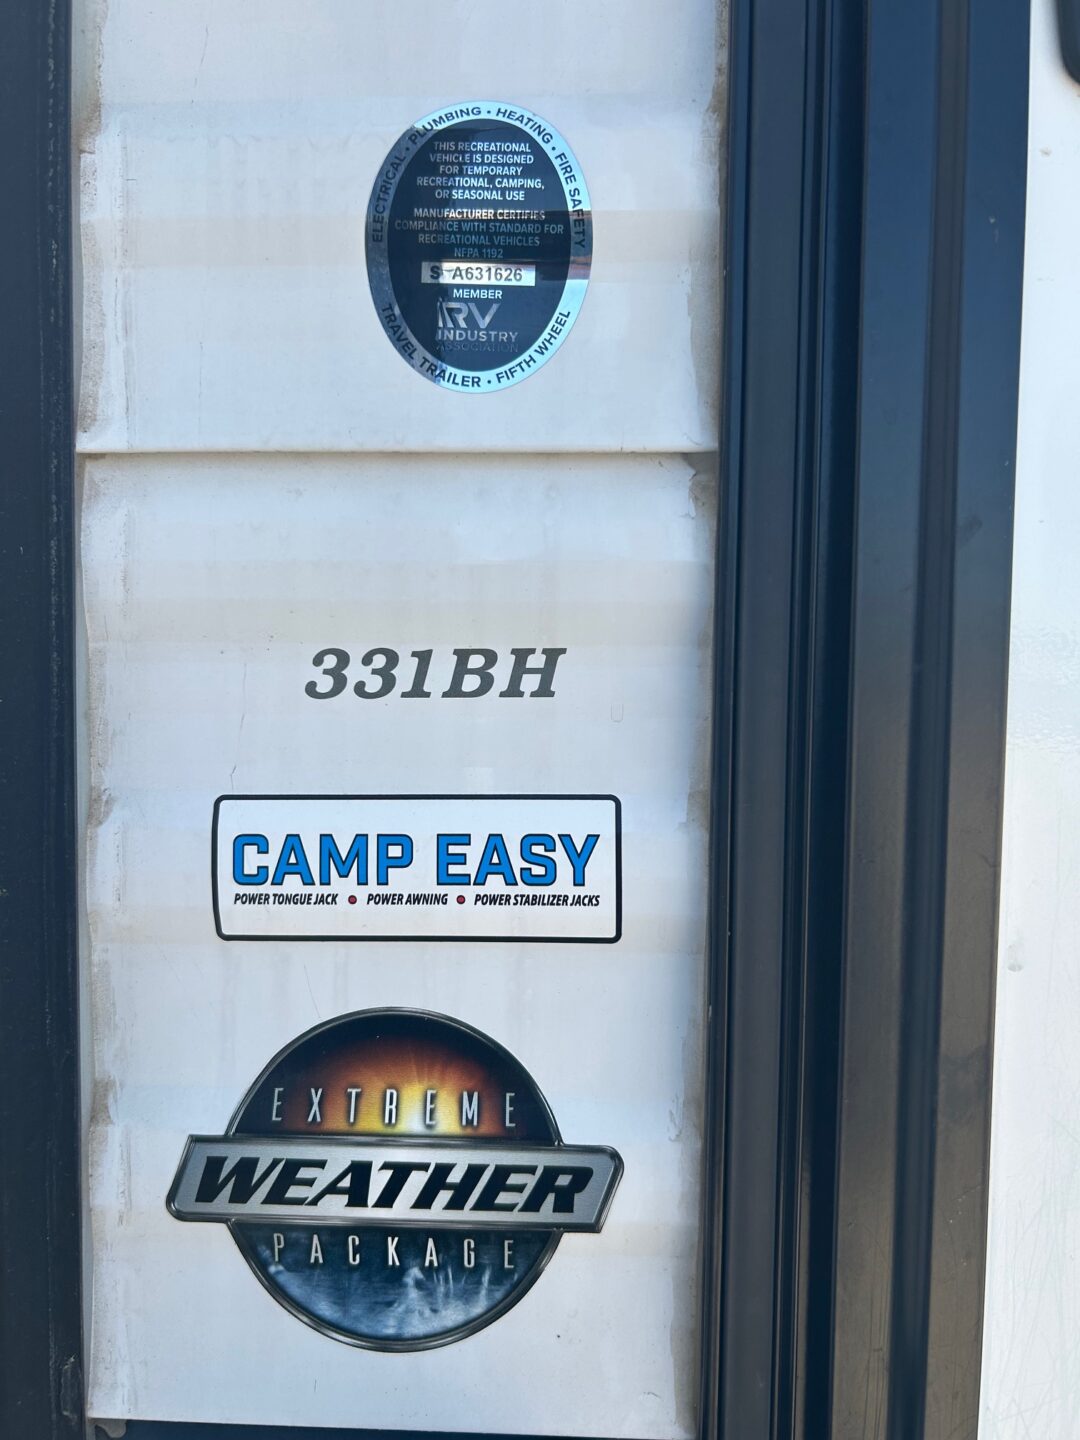 ELECTRICAL • PLUMBING • HEATING • FIRE SAFETY
THIS RECREATIONAL
VEHICLE IS DESIGNED
FOR TEMPORARY
RECREATIONAL, CAMPING,
OR SEASONAL USE
MANUFACTURER CERTIFIES
COMPLIANCE WITH STANDARD FOR
RECREATIONAL VEHICLES
NFPA 1192
S-A631626
MEMBER
RV
INDUSTRY
ASSOCIATION
TRAVEL TRAILER • FIFTH WHEEL
331BH
CAMP EASY
POWER TONGUE JACK • POWER AWNING • POWER STABILIZER JACKS
EXTREME
WEATHER
PACKAGE